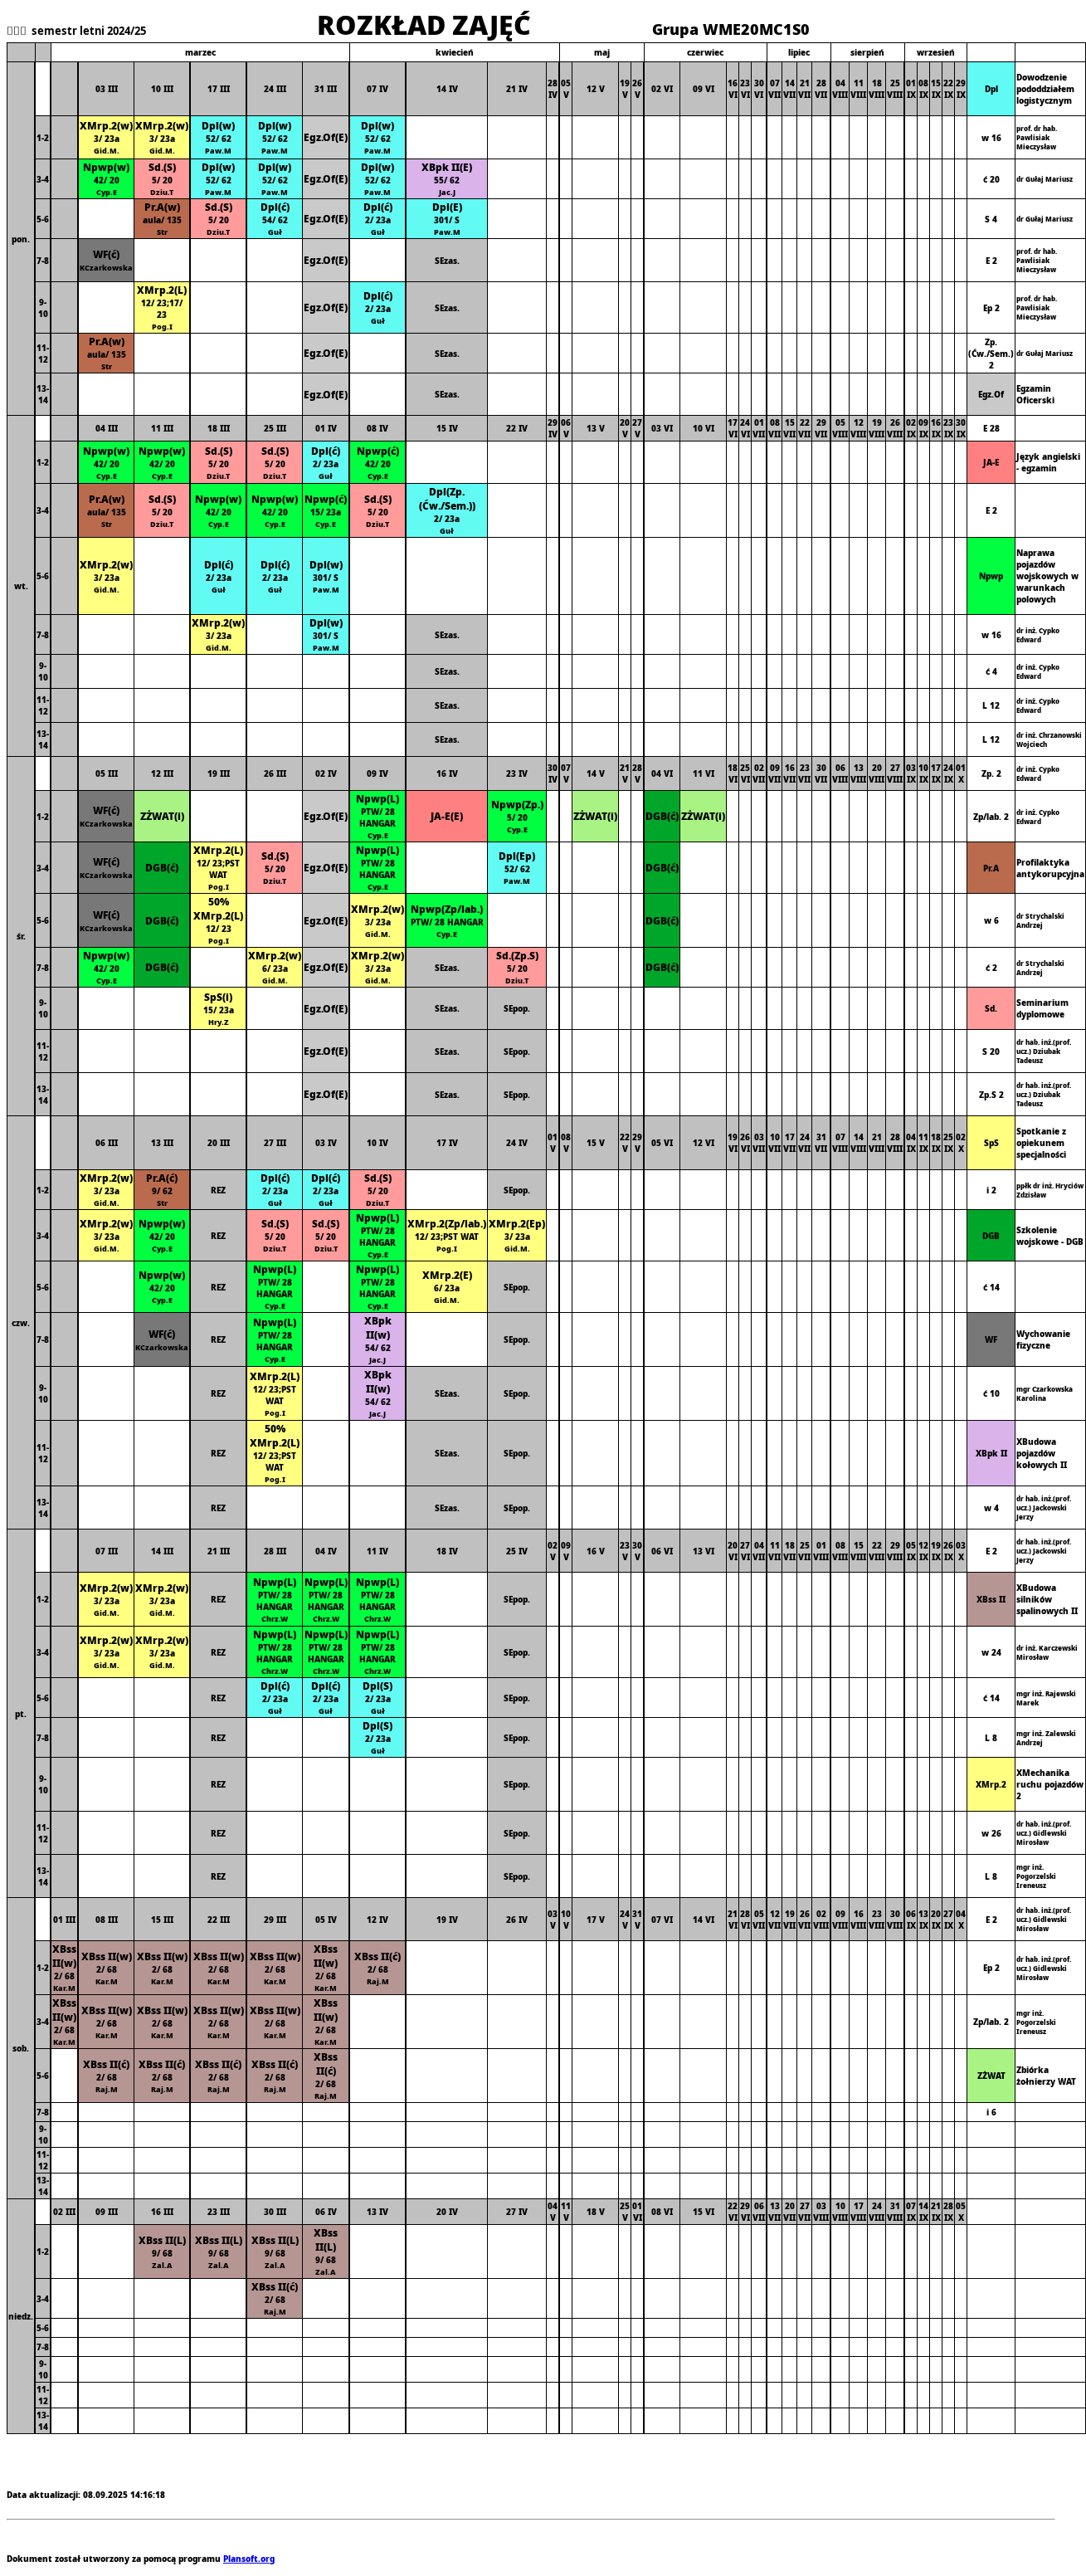 semestr letni 2024/25 ROZKŁAD ZAJĘĆ Grupa WME20MC1S0
marzec kwiecień maj czerwiec lipiec sierpień wrzesień
pon.
03 III 10 III 17 III 24 III 31 III 07 IV 14 IV 21 IV 28 IV 05 V 12 V 19 V 26 V 02 VI 09 VI 16 VI 23 VI 30 VI 07 VII 14 VII 21 VII 28 VII 04 VIII 11 VIII 18 VIII 25 VIII 01 IX 08 IX 15 IX 22 IX 29 IX Dpl Dowodzenie pododdziałem logistycznym
1-2 XMrp.2(w) 3/ 23a Gid.M. XMrp.2(w) 3/ 23a Gid.M. Dpl(w) 52/ 62 Paw.M Dpl(w) 52/ 62 Paw.M Egz.Of(E) Dpl(w) 52/ 62 Paw.M w 16 prof. dr hab. Pawlisiak Mieczysław
3-4 Npwp(w) 42/ 20 Cyp.E Sd.(S) 5/ 20 Dziu.T Dpl(w) 52/ 62 Paw.M Dpl(w) 52/ 62 Paw.M Egz.Of(E) Dpl(w) 52/ 62 Paw.M XBpk II(E) 55/ 62 Jac.J ć 20 dr Gułaj Mariusz
5-6 Pr.A(w) aula/ 135 Str Sd.(S) 5/ 20 Dziu.T Dpl(ć) 54/ 62 Guł Egz.Of(E) Dpl(ć) 2/ 23a Guł Dpl(E) 301/ S Paw.M S 4 dr Gułaj Mariusz
7-8 WF(ć) KCzarkowska Egz.Of(E) SEzas. E 2 prof. dr hab. Pawlisiak Mieczysław
9-10 XMrp.2(L) 12/ 23;17/ 23 Pog.I Egz.Of(E) Dpl(ć) 2/ 23a Guł SEzas. Ep 2 prof. dr hab. Pawlisiak Mieczysław
11-12 Pr.A(w) aula/ 135 Str Egz.Of(E) SEzas. Zp.(Ćw./Sem.) 2 dr Gułaj Mariusz
13-14 Egz.Of(E) SEzas. Egz.Of Egzamin Oficerski
wt.
04 III 11 III 18 III 25 III 01 IV 08 IV 15 IV 22 IV 29 IV 06 V 13 V 20 V 27 V 03 VI 10 VI 17 VI 24 VI 01 VII 08 VII 15 VII 22 VII 29 VII 05 VIII 12 VIII 19 VIII 26 VIII 02 IX 09 IX 16 IX 23 IX 30 IX E 28
1-2 Npwp(w) 42/ 20 Cyp.E Npwp(w) 42/ 20 Cyp.E Sd.(S) 5/ 20 Dziu.T Sd.(S) 5/ 20 Dziu.T Dpl(ć) 2/ 23a Guł Npwp(ć) 42/ 20 Cyp.E JA-E Język angielski - egzamin
3-4 Pr.A(w) aula/ 135 Str Sd.(S) 5/ 20 Dziu.T Npwp(w) 42/ 20 Cyp.E Npwp(w) 42/ 20 Cyp.E Npwp(ć) 15/ 23a Cyp.E Sd.(S) 5/ 20 Dziu.T Dpl(Zp.(Ćw./Sem.)) 2/ 23a Guł E 2
5-6 XMrp.2(w) 3/ 23a Gid.M. Dpl(ć) 2/ 23a Guł Dpl(ć) 2/ 23a Guł Dpl(w) 301/ S Paw.M Npwp Naprawa pojazdów wojskowych w warunkach polowych
7-8 XMrp.2(w) 3/ 23a Gid.M. Dpl(w) 301/ S Paw.M SEzas. w 16 dr inż. Cypko Edward
9-10 SEzas. ć 4 dr inż. Cypko Edward
11-12 SEzas. L 12 dr inż. Cypko Edward
13-14 SEzas. L 12 dr inż. Chrzanowski Wojciech
śr.
05 III 12 III 19 III 26 III 02 IV 09 IV 16 IV 23 IV 30 IV 07 V 14 V 21 V 28 V 04 VI 11 VI 18 VI 25 VI 02 VII 09 VII 16 VII 23 VII 30 VII 06 VIII 13 VIII 20 VIII 27 VIII 03 IX 10 IX 17 IX 24 IX 01 X Zp. 2 dr inż. Cypko Edward
1-2 WF(ć) KCzarkowska ZŻWAT(i) Egz.Of(E) Npwp(L) PTW/ 28 HANGAR Cyp.E JA-E(E) Npwp(Zp.) 5/ 20 Cyp.E ZŻWAT(i) DGB(ć) ZŻWAT(i) Zp/lab. 2 dr inż. Cypko Edward
3-4 WF(ć) KCzarkowska DGB(ć) XMrp.2(L) 12/ 23;PST WAT Pog.I Sd.(S) 5/ 20 Dziu.T Egz.Of(E) Npwp(L) PTW/ 28 HANGAR Cyp.E Dpl(Ep) 52/ 62 Paw.M DGB(ć) Pr.A Profilaktyka antykorupcyjna
5-6 WF(ć) KCzarkowska DGB(ć) 50% XMrp.2(L) 12/ 23 Pog.I Egz.Of(E) XMrp.2(w) 3/ 23a Gid.M. Npwp(Zp/lab.) PTW/ 28 HANGAR Cyp.E DGB(ć) w 6 dr Strychalski Andrzej
7-8 Npwp(w) 42/ 20 Cyp.E DGB(ć) XMrp.2(w) 6/ 23a Gid.M. Egz.Of(E) XMrp.2(w) 3/ 23a Gid.M. SEzas. Sd.(Zp.S) 5/ 20 Dziu.T DGB(ć) ć 2 dr Strychalski Andrzej
9-10 SpS(i) 15/ 23a Hry.Z Egz.Of(E) SEzas. SEpop. Sd. Seminarium dyplomowe
11-12 Egz.Of(E) SEzas. SEpop. S 20 dr hab. inż.(prof. ucz.) Dziubak Tadeusz
13-14 Egz.Of(E) SEzas. SEpop. Zp.S 2 dr hab. inż.(prof. ucz.) Dziubak Tadeusz
czw.
06 III 13 III 20 III 27 III 03 IV 10 IV 17 IV 24 IV 01 V 08 V 15 V 22 V 29 V 05 VI 12 VI 19 VI 26 VI 03 VII 10 VII 17 VII 24 VII 31 VII 07 VIII 14 VIII 21 VIII 28 VIII 04 IX 11 IX 18 IX 25 IX 02 X SpS Spotkanie z opiekunem specjalności
1-2 XMrp.2(w) 3/ 23a Gid.M. Pr.A(ć) 9/ 62 Str REZ Dpl(ć) 2/ 23a Guł Dpl(ć) 2/ 23a Guł Sd.(S) 5/ 20 Dziu.T SEpop. i 2 ppłk dr inż. Hryciów Zdzisław
3-4 XMrp.2(w) 3/ 23a Gid.M. Npwp(w) 42/ 20 Cyp.E REZ Sd.(S) 5/ 20 Dziu.T Sd.(S) 5/ 20 Dziu.T Npwp(L) PTW/ 28 HANGAR Cyp.E XMrp.2(Zp/lab.) 12/ 23;PST WAT Pog.I XMrp.2(Ep) 3/ 23a Gid.M. DGB Szkolenie wojskowe - DGB
5-6 Npwp(w) 42/ 20 Cyp.E REZ Npwp(L) PTW/ 28 HANGAR Cyp.E Npwp(L) PTW/ 28 HANGAR Cyp.E XMrp.2(E) 6/ 23a Gid.M. SEpop. ć 14
7-8 WF(ć) KCzarkowska REZ Npwp(L) PTW/ 28 HANGAR Cyp.E XBpk II(w) 54/ 62 Jac.J SEpop. WF Wychowanie fizyczne
9-10 REZ XMrp.2(L) 12/ 23;PST WAT Pog.I XBpk II(w) 54/ 62 Jac.J SEzas. SEpop. ć 10 mgr Czarkowska Karolina
11-12 REZ 50% XMrp.2(L) 12/ 23;PST WAT Pog.I SEzas. SEpop. XBpk II XBudowa pojazdów kołowych II
13-14 REZ SEzas. SEpop. w 4 dr hab. inż.(prof. ucz.) Jackowski Jerzy
pt.
07 III 14 III 21 III 28 III 04 IV 11 IV 18 IV 25 IV 02 V 09 V 16 V 23 V 30 V 06 VI 13 VI 20 VI 27 VI 04 VII 11 VII 18 VII 25 VII 01 VIII 08 VIII 15 VIII 22 VIII 29 VIII 05 IX 12 IX 19 IX 26 IX 03 X E 2 dr hab. inż.(prof. ucz.) Jackowski Jerzy
1-2 XMrp.2(w) 3/ 23a Gid.M. XMrp.2(w) 3/ 23a Gid.M. REZ Npwp(L) PTW/ 28 HANGAR Chrz.W Npwp(L) PTW/ 28 HANGAR Chrz.W Npwp(L) PTW/ 28 HANGAR Chrz.W SEpop. XBss II XBudowa silników spalinowych II
3-4 XMrp.2(w) 3/ 23a Gid.M. XMrp.2(w) 3/ 23a Gid.M. REZ Npwp(L) PTW/ 28 HANGAR Chrz.W Npwp(L) PTW/ 28 HANGAR Chrz.W Npwp(L) PTW/ 28 HANGAR Chrz.W SEpop. w 24 dr inż. Karczewski Mirosław
5-6 REZ Dpl(ć) 2/ 23a Guł Dpl(ć) 2/ 23a Guł Dpl(S) 2/ 23a Guł SEpop. ć 14 mgr inż. Rajewski Marek
7-8 REZ Dpl(S) 2/ 23a Guł SEpop. L 8 mgr inż. Zalewski Andrzej
9-10 REZ SEpop. XMrp.2 XMechanika ruchu pojazdów 2
11-12 REZ SEpop. w 26 dr hab. inż.(prof. ucz.) Gidlewski Mirosław
13-14 REZ SEpop. L 8 mgr inż. Pogorzelski Ireneusz
sob.
01 III 08 III 15 III 22 III 29 III 05 IV 12 IV 19 IV 26 IV 03 V 10 V 17 V 24 V 31 V 07 VI 14 VI 21 VI 28 VI 05 VII 12 VII 19 VII 26 VII 02 VIII 09 VIII 16 VIII 23 VIII 30 VIII 06 IX 13 IX 20 IX 27 IX 04 X E 2 dr hab. inż.(prof. ucz.) Gidlewski Mirosław
1-2 XBss II(w) 2/ 68 Kar.M XBss II(w) 2/ 68 Kar.M XBss II(w) 2/ 68 Kar.M XBss II(w) 2/ 68 Kar.M XBss II(w) 2/ 68 Kar.M XBss II(w) 2/ 68 Kar.M XBss II(ć) 2/ 68 Raj.M Ep 2 dr hab. inż.(prof. ucz.) Gidlewski Mirosław
3-4 XBss II(w) 2/ 68 Kar.M XBss II(w) 2/ 68 Kar.M XBss II(w) 2/ 68 Kar.M XBss II(w) 2/ 68 Kar.M XBss II(w) 2/ 68 Kar.M XBss II(w) 2/ 68 Kar.M Zp/lab. 2 mgr inż. Pogorzelski Ireneusz
5-6 XBss II(ć) 2/ 68 Raj.M XBss II(ć) 2/ 68 Raj.M XBss II(ć) 2/ 68 Raj.M XBss II(ć) 2/ 68 Raj.M XBss II(ć) 2/ 68 Raj.M ZŻWAT Zbiórka żołnierzy WAT
7-8 i 6
9-10
11-12
13-14
niedz.
02 III 09 III 16 III 23 III 30 III 06 IV 13 IV 20 IV 27 IV 04 V 11 V 18 V 25 V 01 VI 08 VI 15 VI 22 VI 29 VI 06 VII 13 VII 20 VII 27 VII 03 VIII 10 VIII 17 VIII 24 VIII 31 VIII 07 IX 14 IX 21 IX 28 IX 05 X
1-2 XBss II(L) 9/ 68 Zal.A XBss II(L) 9/ 68 Zal.A XBss II(L) 9/ 68 Zal.A XBss II(L) 9/ 68 Zal.A
3-4 XBss II(ć) 2/ 68 Raj.M
5-6
7-8
9-10
11-12
13-14
Data aktualizacji: 08.09.2025 14:16:18
Dokument został utworzony za pomocą programu Plansoft.org